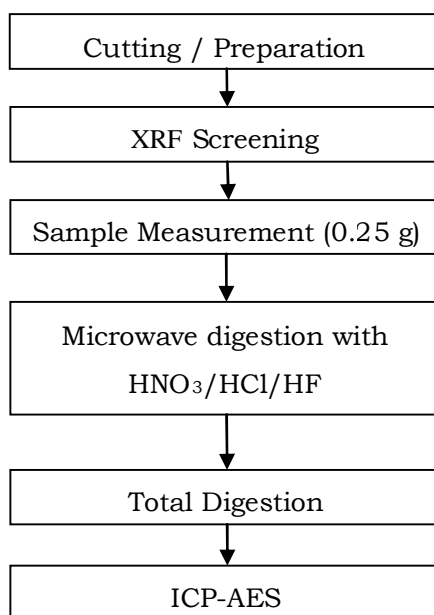 Cutting / Preparation
XRF Screening
Sample Measurement (0.25 g)
Microwave digestion with
HNO₃/HCl/HF
Total Digestion
ICP-AES